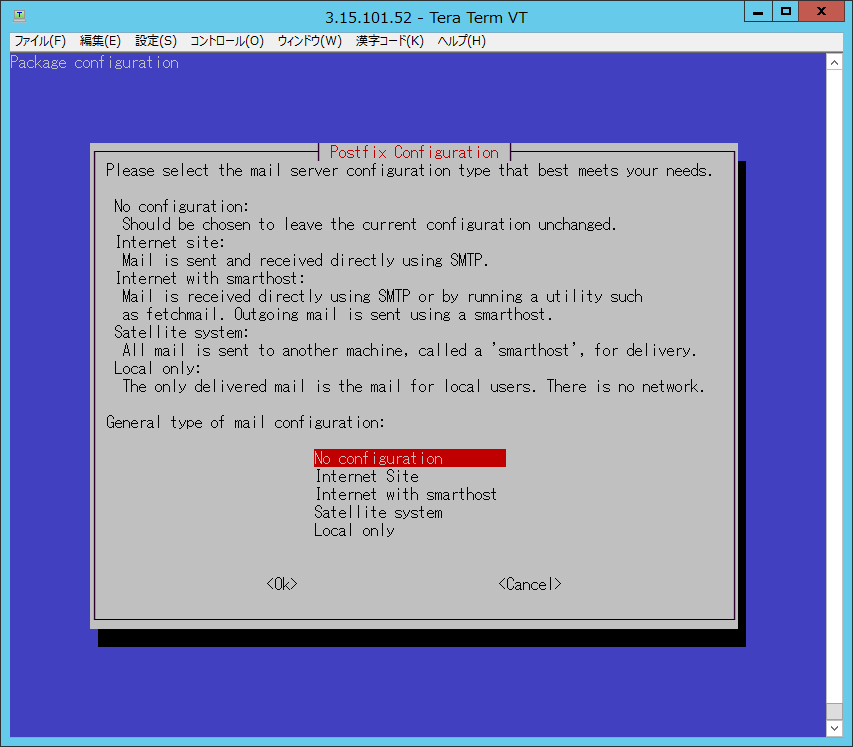 3.15.101.52 - Tera Term VT
ファイル(F) 編集(E) 設定(S) コントロール(O) ウィンドウ(W) 漢字コード(K) ヘルプ(H)
Package configuration
Postfix Configuration
Please select the mail server configuration type that best meets your needs.
No configuration:
Should be chosen to leave the current configuration unchanged.
Internet site:
Mail is sent and received directly using SMTP.
Internet with smarthost:
Mail is received directly using SMTP or by running a utility such
as fetchmail. Outgoing mail is sent using a smarthost.
Satellite system:
All mail is sent to another machine, called a 'smarthost', for delivery.
Local only:
The only delivered mail is the mail for local users. There is no network.
General type of mail configuration:
No configuration
Internet Site
Internet with smarthost
Satellite system
Local only
<Ok> <Cancel>